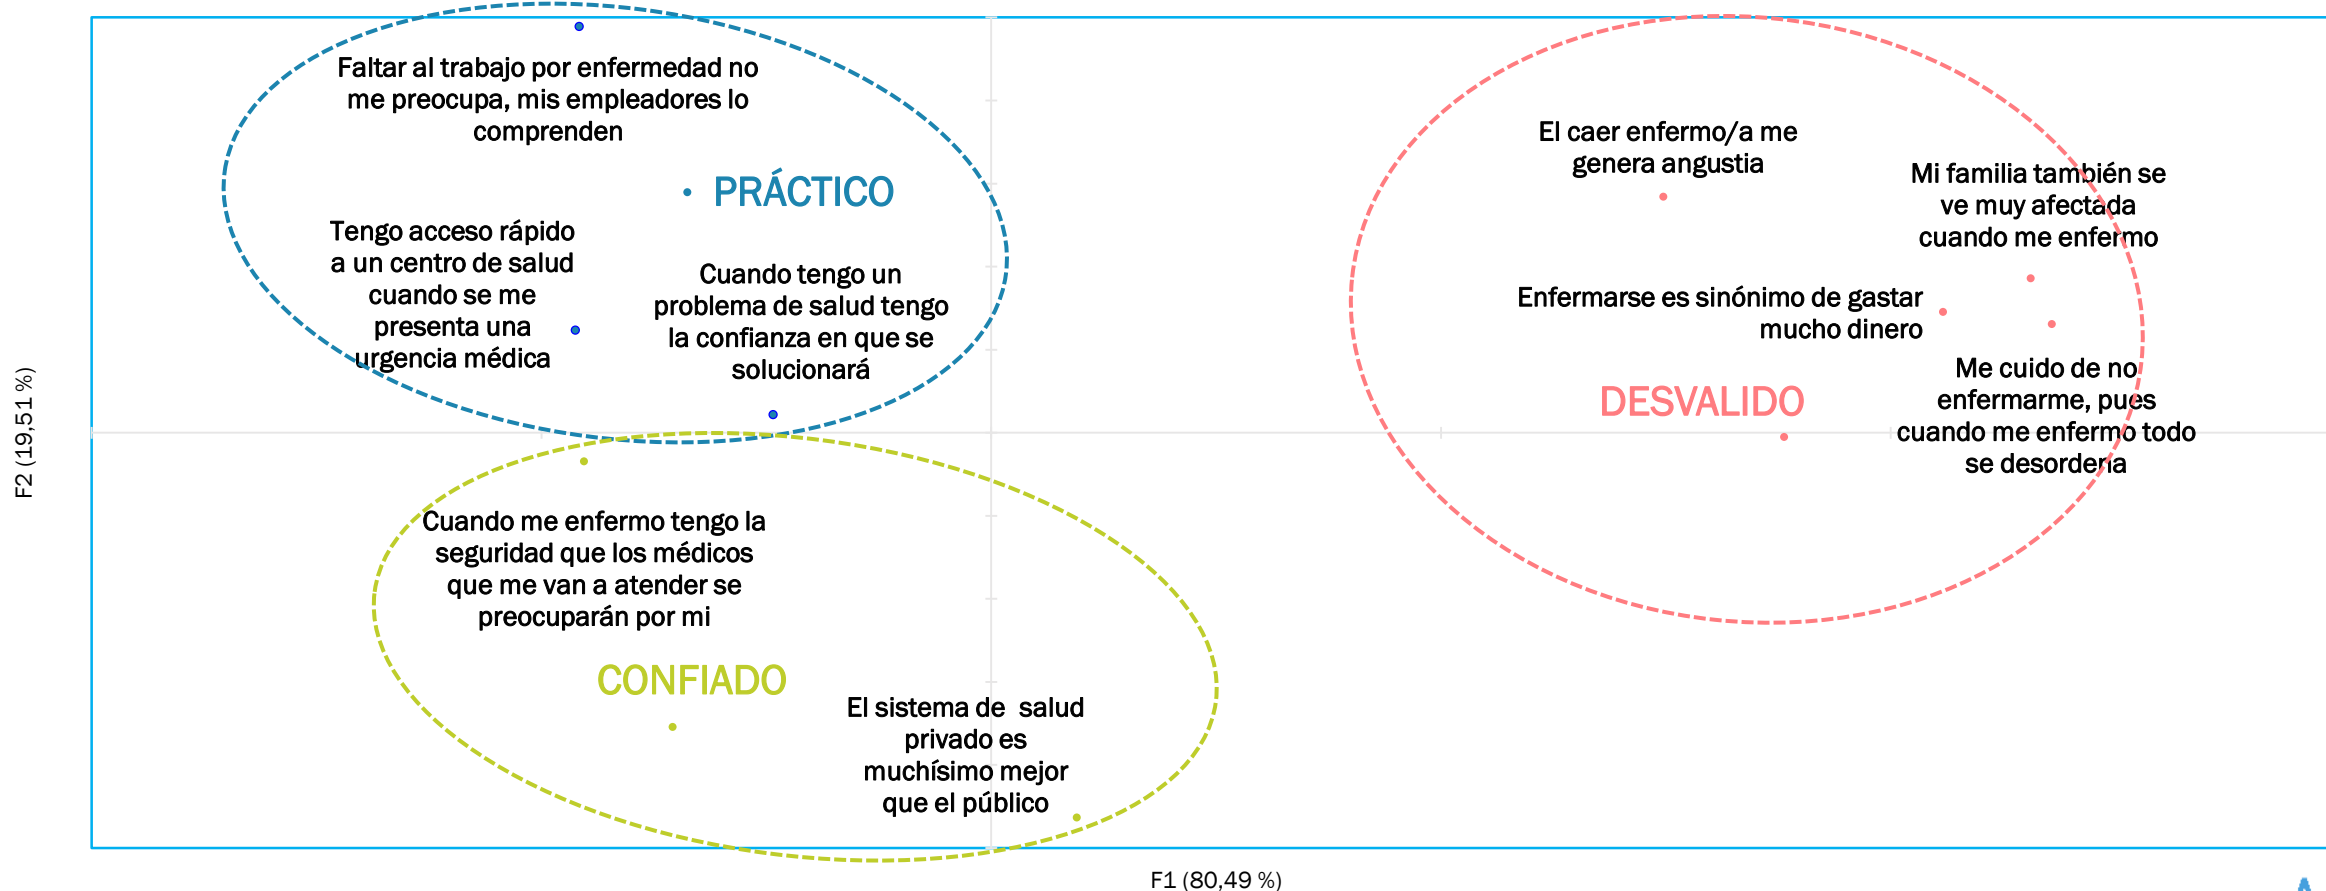 Faltar al trabajo por enfermedad no
me preocupa, mis empleadores lo
comprenden
PRÁCTICO
Tengo acceso rápido
a un centro de salud
cuando se me
presenta una
urgencia médica
Cuando tengo un
problema de salud tengo
la confianza en que se
solucionará
El caer enfermo/a me
genera angustia
Mi familia también se
ve muy afectada
cuando me enfermo
Enfermarse es sinónimo de gastar
mucho dinero
DESVALIDO
Me cuido de no
enfermarme, pues
cuando me enfermo todo
se desordena
Cuando me enfermo tengo la
seguridad que los médicos
que me van a atender se
preocuparán por mi
CONFIADO
El sistema de  salud
privado es
muchísimo mejor
que el público
F2 (19,51 %)
F1 (80,49 %)